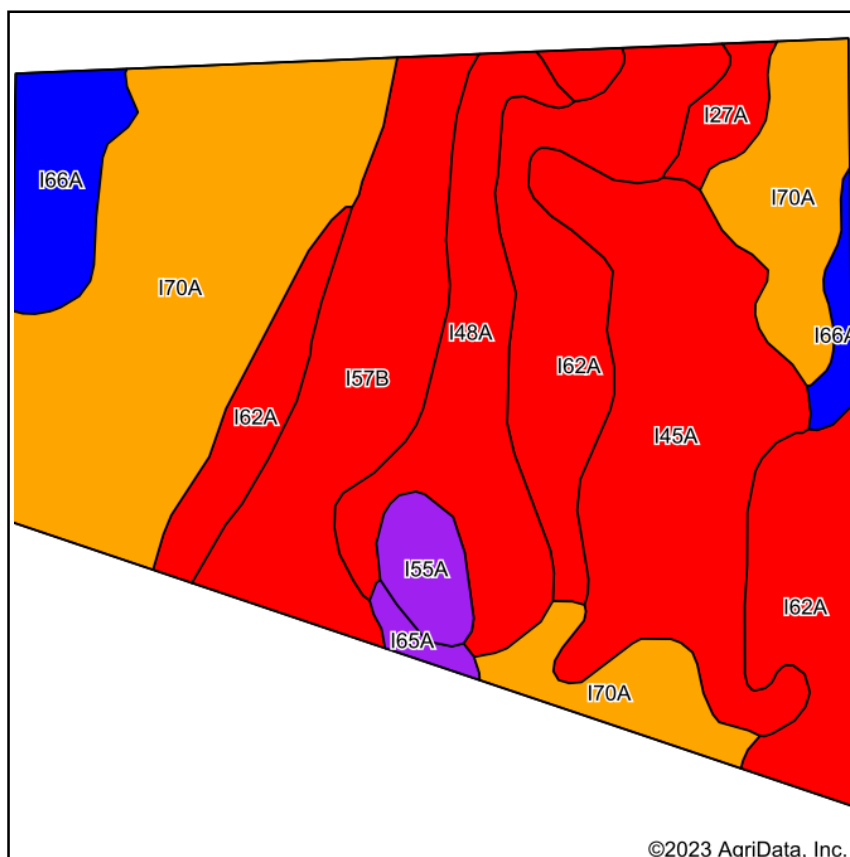 I27A
I66A
I70A
I70A
I48A
I66A
I62A
I57B
I62A
I45A
I55A
I62A
I65A
I70A
©2023 AgriData, Inc.